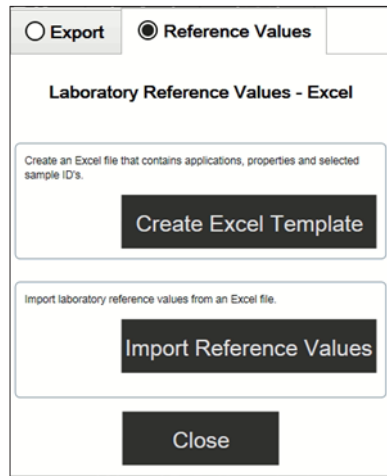 Export
Reference Values
Laboratory Reference Values - Excel
Create an Excel file that contains applications, properties and selected
sample ID's.
Create Excel Template
Import laboratory reference values from an Excel file.
Import Reference Values
Close